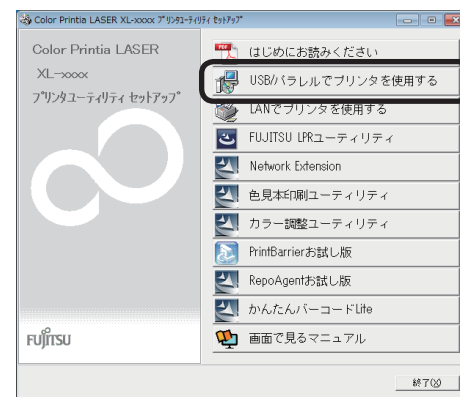 Color Printia LASER XL-xxxx プリンタユーティリティ セットアップ
Color Printia LASER
XL-xxxx
プリンタユーティリティ セットアップ
PDF
はじめにお読みください
USB/パラレルでプリンタを使用する
LANでプリンタを使用する
FUJITSU LPRユーティリティ
Network Extension
色見本印刷ユーティリティ
カラー調整ユーティリティ
PrintBarrierお試し版
RepoAgentお試し版
かんたんバーコードLite
画面で見るマニュアル
FUJITSU
終了(X)